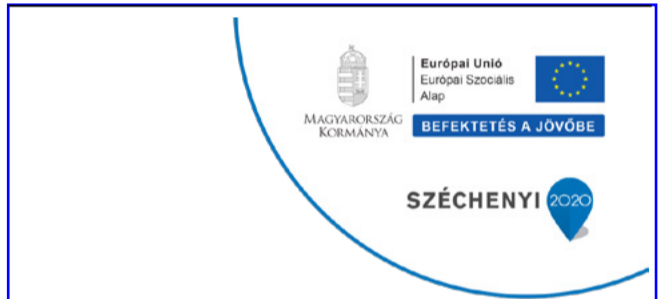 Európai Unió
Európai Szociális
Alap
MAGYARORSZÁG
KORMÁNYA
BEFEKTETÉS A JÖVŐBE
SZÉCHENYI 2020